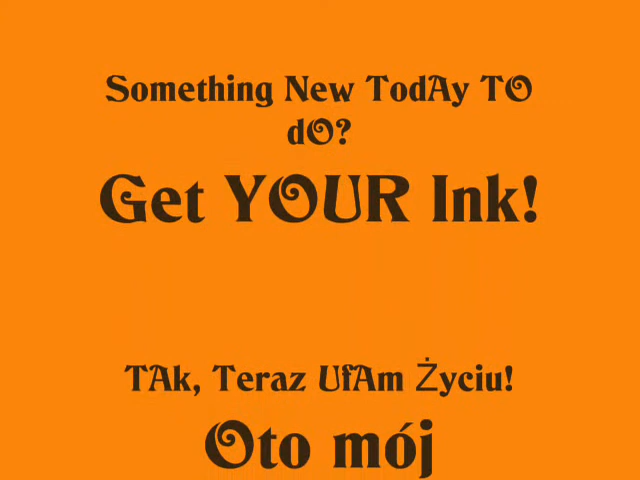 Something New TodAy TO
dO?
Get YOUR Ink!
TAk, Teraz UfAm Życiu!
Oto mój